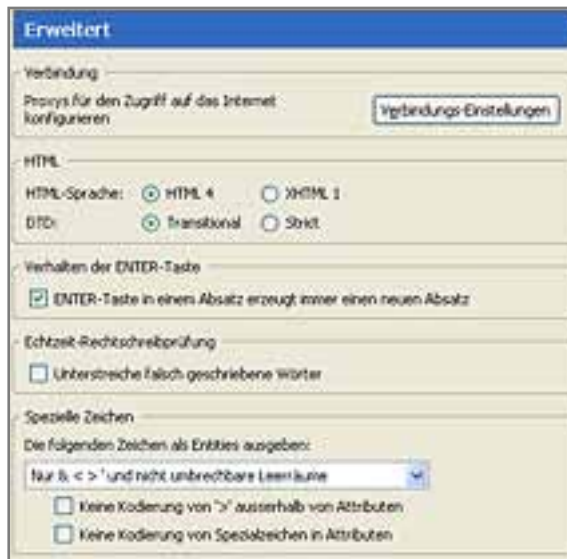 Erweitert
Verbindung
Proxys für den Zugriff auf das Internet
konfigurieren
Verbindungs-Einstellungen
HTML
HTML-Sprache: HTML 4 XHTML 1
DTD: Transitional Strict
Verhalten der ENTER-Taste
ENTER-Taste in einem Absatz erzeugt immer einen neuen Absatz
Echtzeit-Rechtschreibprüfung
Unterstreiche falsch geschriebene Wörter
Spezielle Zeichen
Die folgenden Zeichen als Entities ausgeben:
Nur & < > ' und nicht umbrechbare Leerräume
Keine Kodierung von ">" ausserhalb von Attributen
Keine Kodierung von Spezialzeichen in Attributen